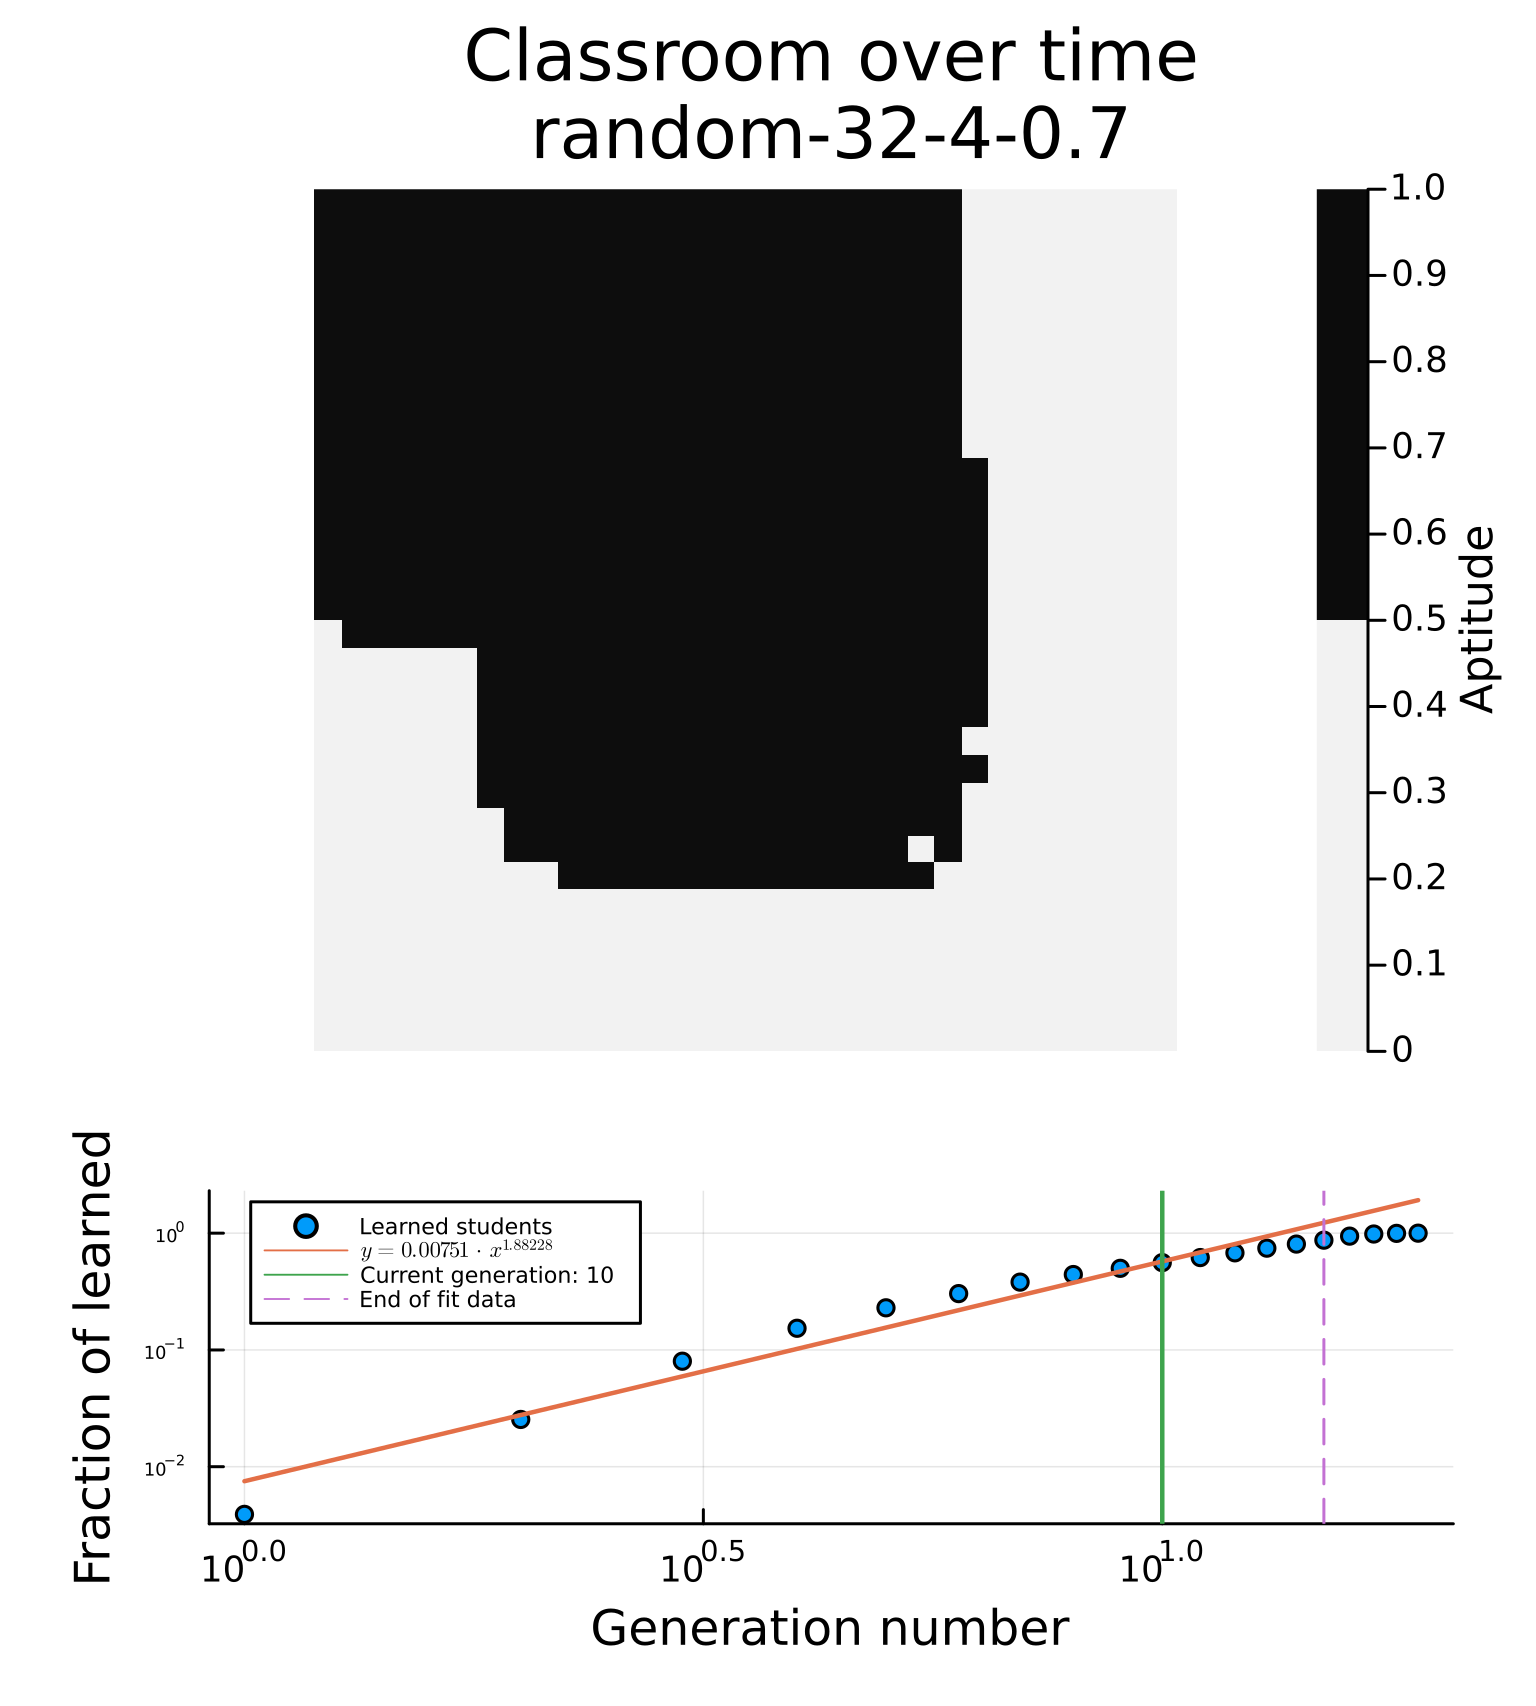 Classroom over time
random-32-4-0.7
1.0
0.9
0.8
0.7
0.6
0.5
0.4
0.3
0.2
0.1
0
Aptitude
Fraction of learned
10⁰
10⁻¹
10⁻²
Learned students
y = 0.00751 · x^1.88228
Current generation: 10
End of fit data
10^0.0
10^0.5
10^1.0
Generation number